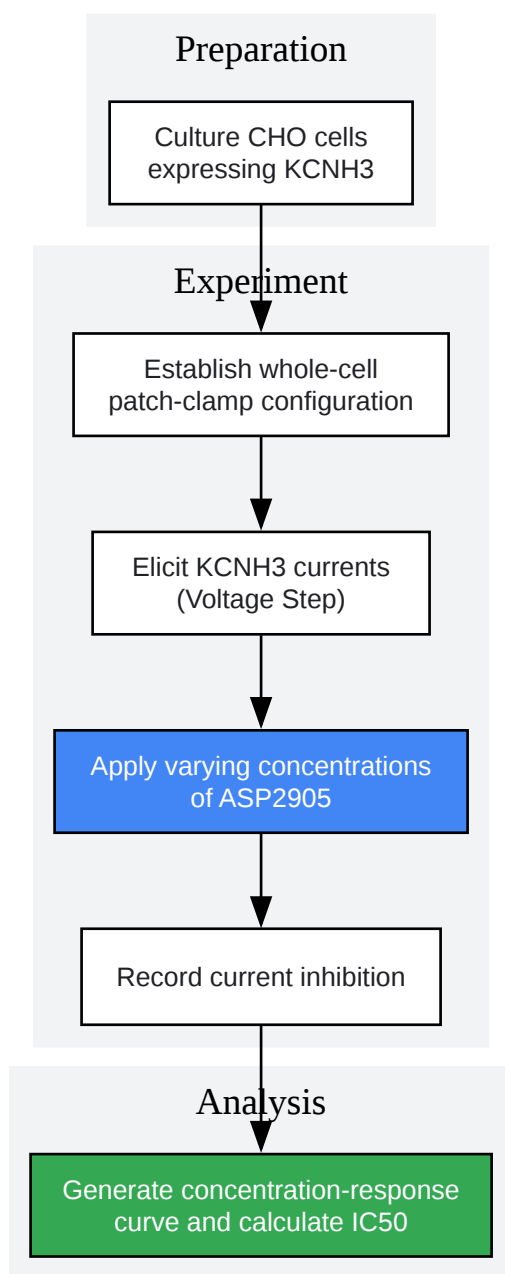 Preparation
Culture CHO cells
expressing KCNH3
Experiment
Establish whole-cell
patch-clamp configuration
Elicit KCNH3 currents
(Voltage Step)
Apply varying concentrations
of ASP2905
Record current inhibition
Analysis
Generate concentration-response
curve and calculate IC50